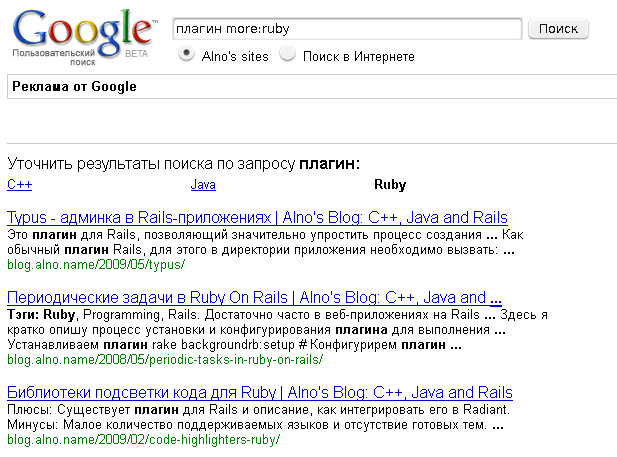 Google™
Пользовательский поиск BETA
плагин more:ruby
Поиск
Alno's sites Поиск в Интернете
Реклама от Google
Уточнить результаты поиска по запросу плагин:
C++ Java Ruby
Typus - админка в Rails-приложениях | Alno's Blog: C++, Java and Rails
Это плагин для Rails, позволяющий значительно упростить процесс создания ... Как
обычный плагин Rails, для этого в директории приложения необходимо вызвать: ...
blog.alno.name/2009/05/typus/
Периодические задачи в Ruby On Rails | Alno's Blog: C++, Java and ...
Тэги: Ruby, Programming, Rails. Достаточно часто в веб-приложениях на Rails ... Здесь я
кратко опишу процесс установки и конфигурирования плагина для выполнения ...
Устанавливаем плагин rake backgroundrb:setup # Конфигурирем плагин ...
blog.alno.name/2008/05/periodic-tasks-in-ruby-on-rails/
Библиотеки подсветки кода для Ruby | Alno's Blog: C++, Java and Rails
Плюсы: Существует плагин для Rails и описание, как интегрировать его в Radiant.
Минусы: Малое количество поддерживаемых языков и отсутствие готовых тем. ...
blog.alno.name/2009/02/code-highlighters-ruby/